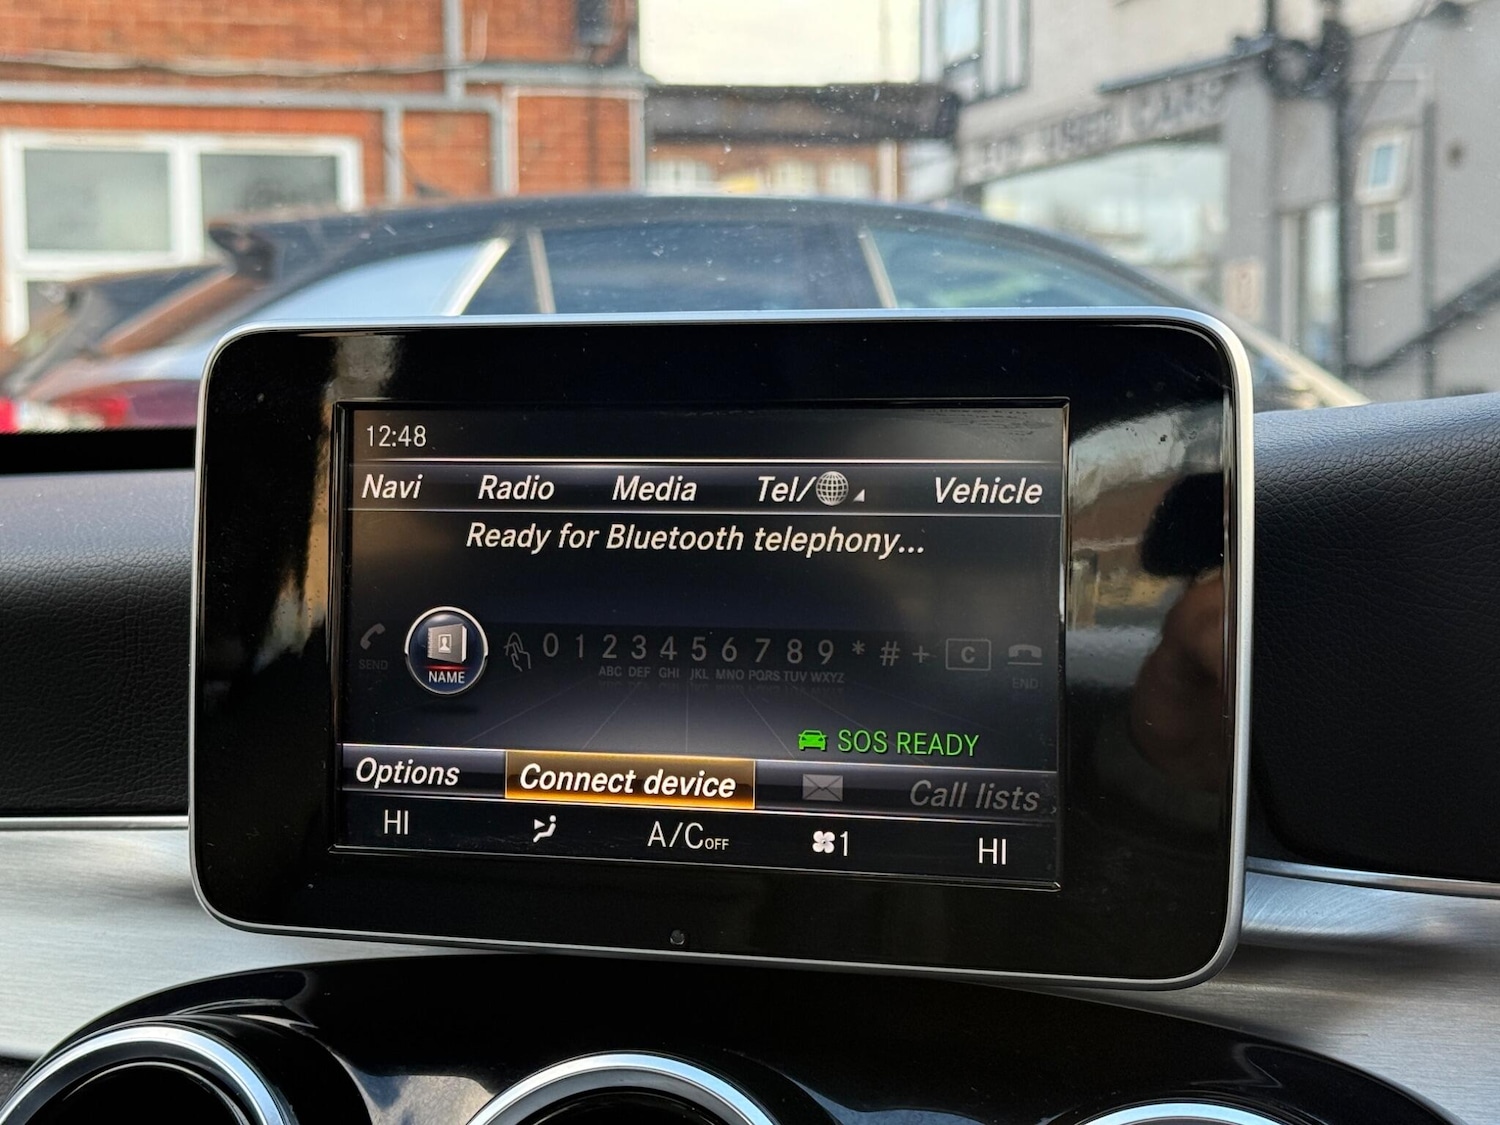 12:48
Navi Radio Media Tel/ Vehicle
Ready for Bluetooth telephony...
0 1 2 3 4 5 6 7 8 9 * # + C
SEND NAME ABC DEF GHI JKL MNO PQRS TUV WXYZ END
SOS READY
Options Connect device Call lists
HI A/C OFF 1 HI